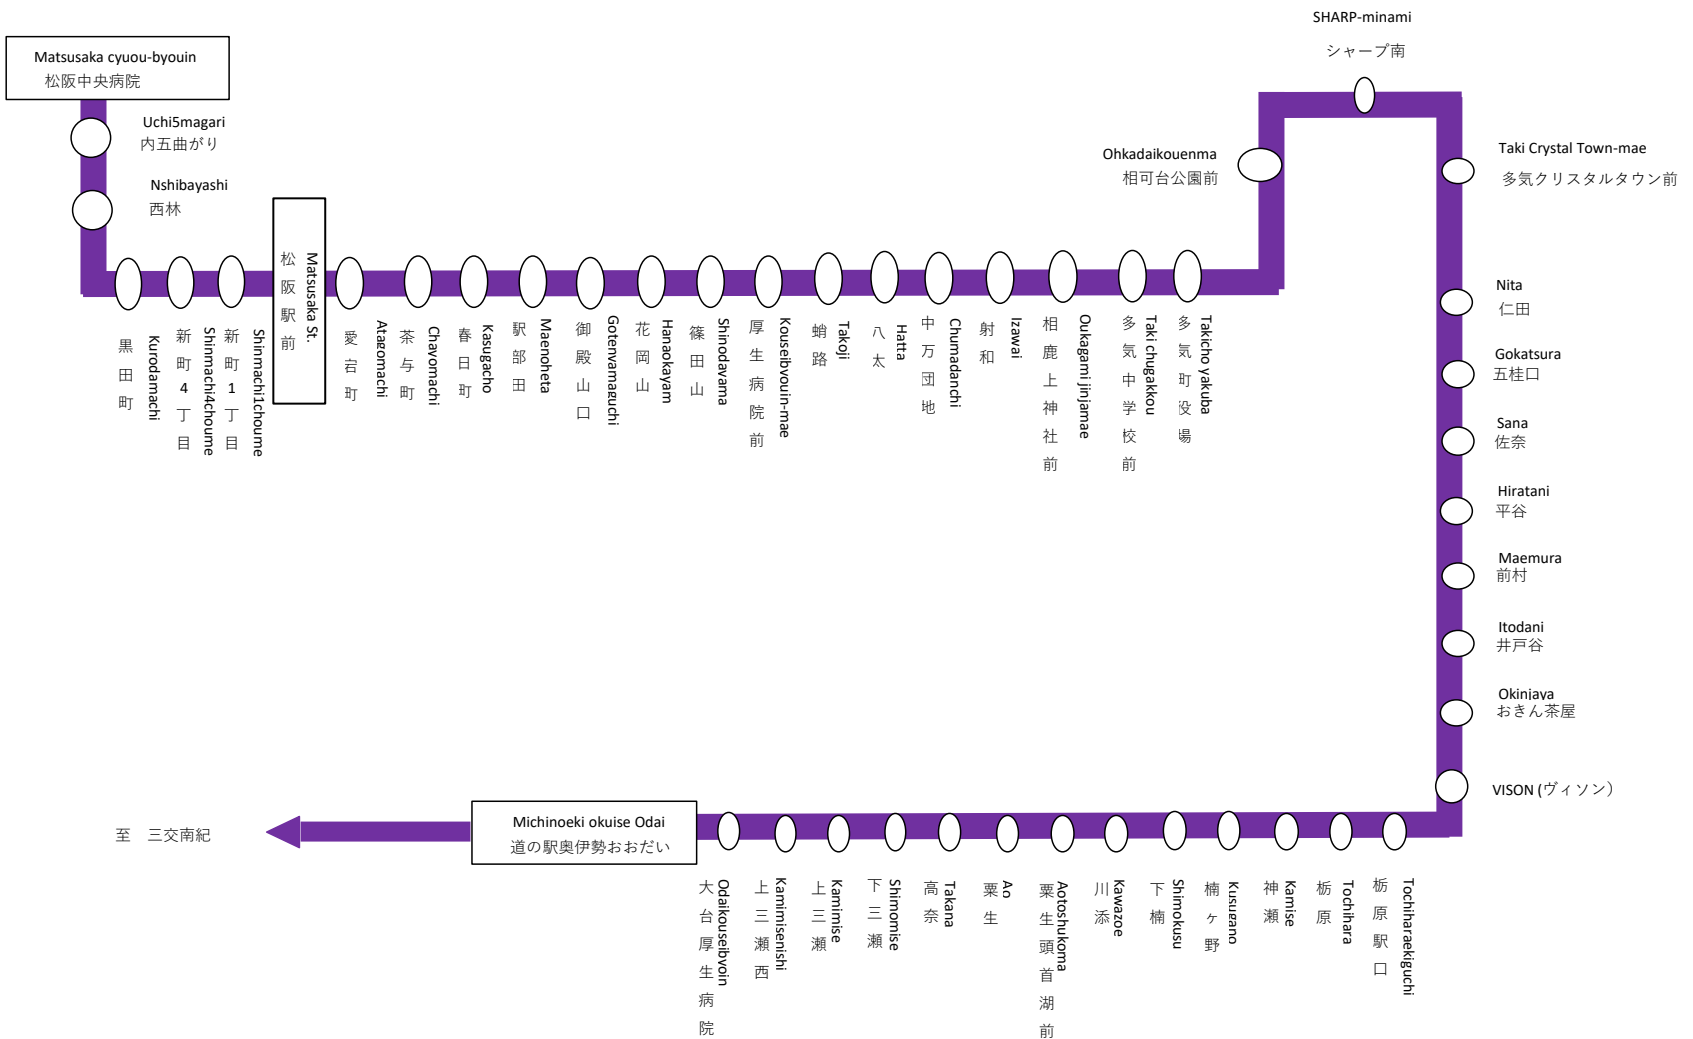 SHARP-minami
シャープ南
Matsusaka cyuou-byouin
松阪中央病院
Uchi5magari
内五曲がり
Nshibayashi
西林
黒田町
Kurodamachi
新町4丁目
Shinmachi4choume
新町1丁目
Shinmachi1choume
松阪駅前
Matsusaka St.
愛宕町
Atagomachi
茶与町
Chayomachi
春日町
Kasugacho
駅部田
Maenoheta
御殿山口
Gotenyamaguchi
花岡山
Hanaokayam
篠田山
Shinodayama
厚生病院前
Kouseibyouin-mae
蛸路
Takoji
八太
Hatta
中万団地
Chumadanchi
射和
Izawai
相鹿上神社前
Oukagami jinjamae
多気中学校前
Taki chugakkou
多気町役場
Takicho yakuba
Ohkadaikouenma
相可台公園前
Taki Crystal Town-mae
多気クリスタルタウン前
Nita
仁田
Gokatsura
五桂口
Sana
佐奈
Hiratani
平谷
Maemura
前村
Itodani
井戸谷
Okinjaya
おきん茶屋
VISON (ヴィソン）
栃原駅口
Tochiharaekiguchi
栃原
Tochihara
神瀬
Kamise
楠ヶ野
Kusugano
下楠
Shimokusu
川添
Kawazoe
粟生頭首湖前
Aotoshukoma
粟生
Ao
高奈
Takana
下三瀬
Shimomise
上三瀬
Kamimise
上三瀬西
Kamimisenishi
大台厚生病院
Odaikouseibyoin
Michinoeki okuise Odai
道の駅奥伊勢おおだい
至　三交南紀